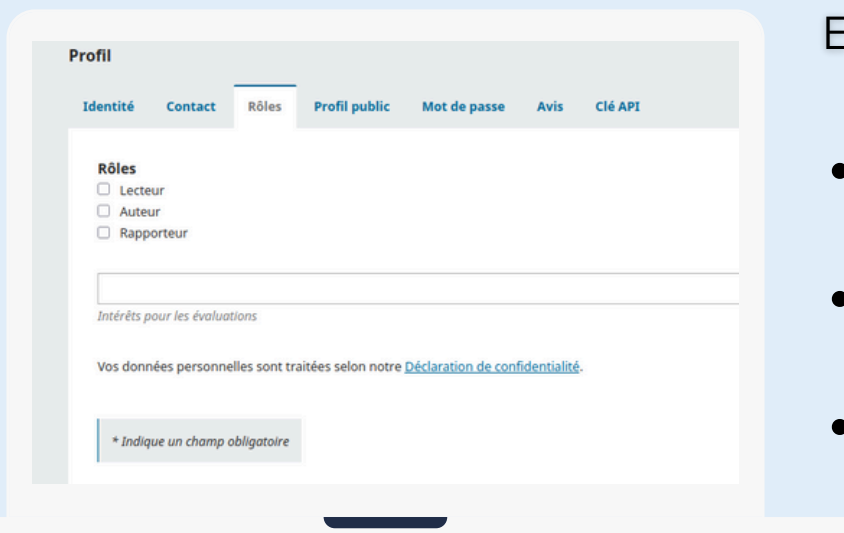 Profil
Identité Contact Rôles Profil public Mot de passe Avis Clé API
Rôles
Lecteur
Auteur
Rapporteur
Intérêts pour les évaluations
Vos données personnelles sont traitées selon notre Déclaration de confidentialité.
* Indique un champ obligatoire